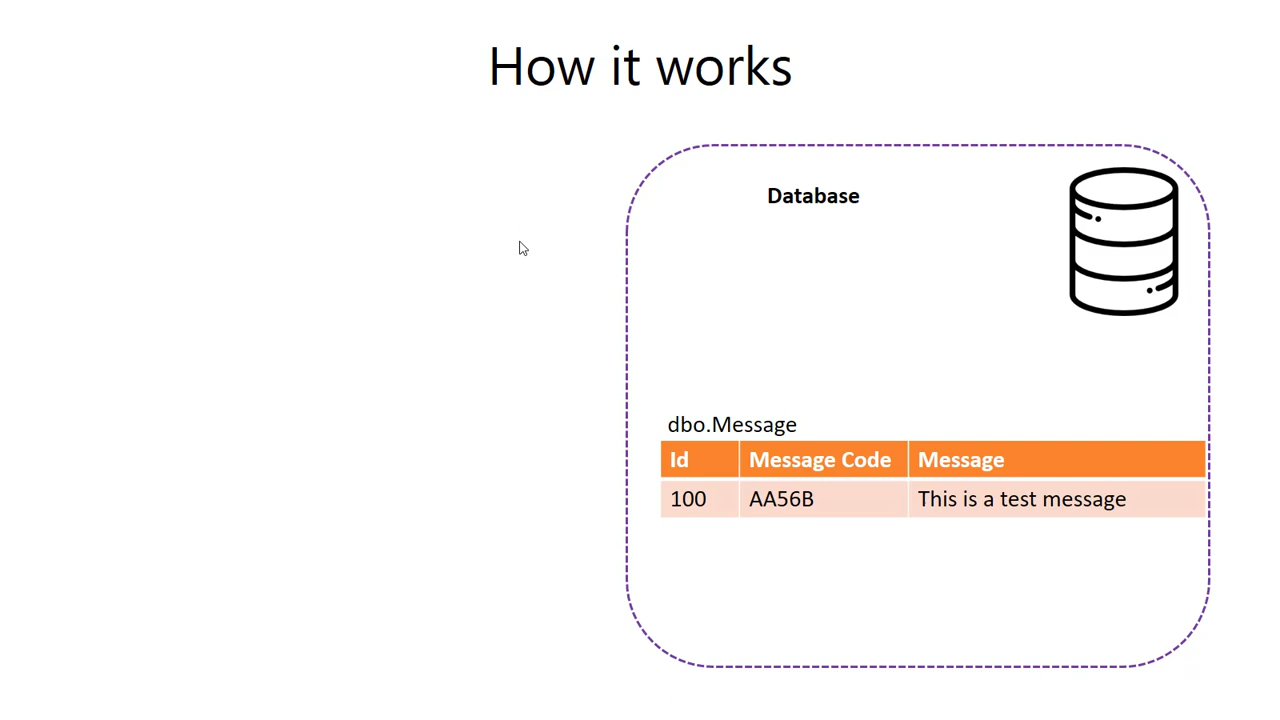 How it works
Database
dbo.Message
Id Message Code Message
100 AA56B This is a test message